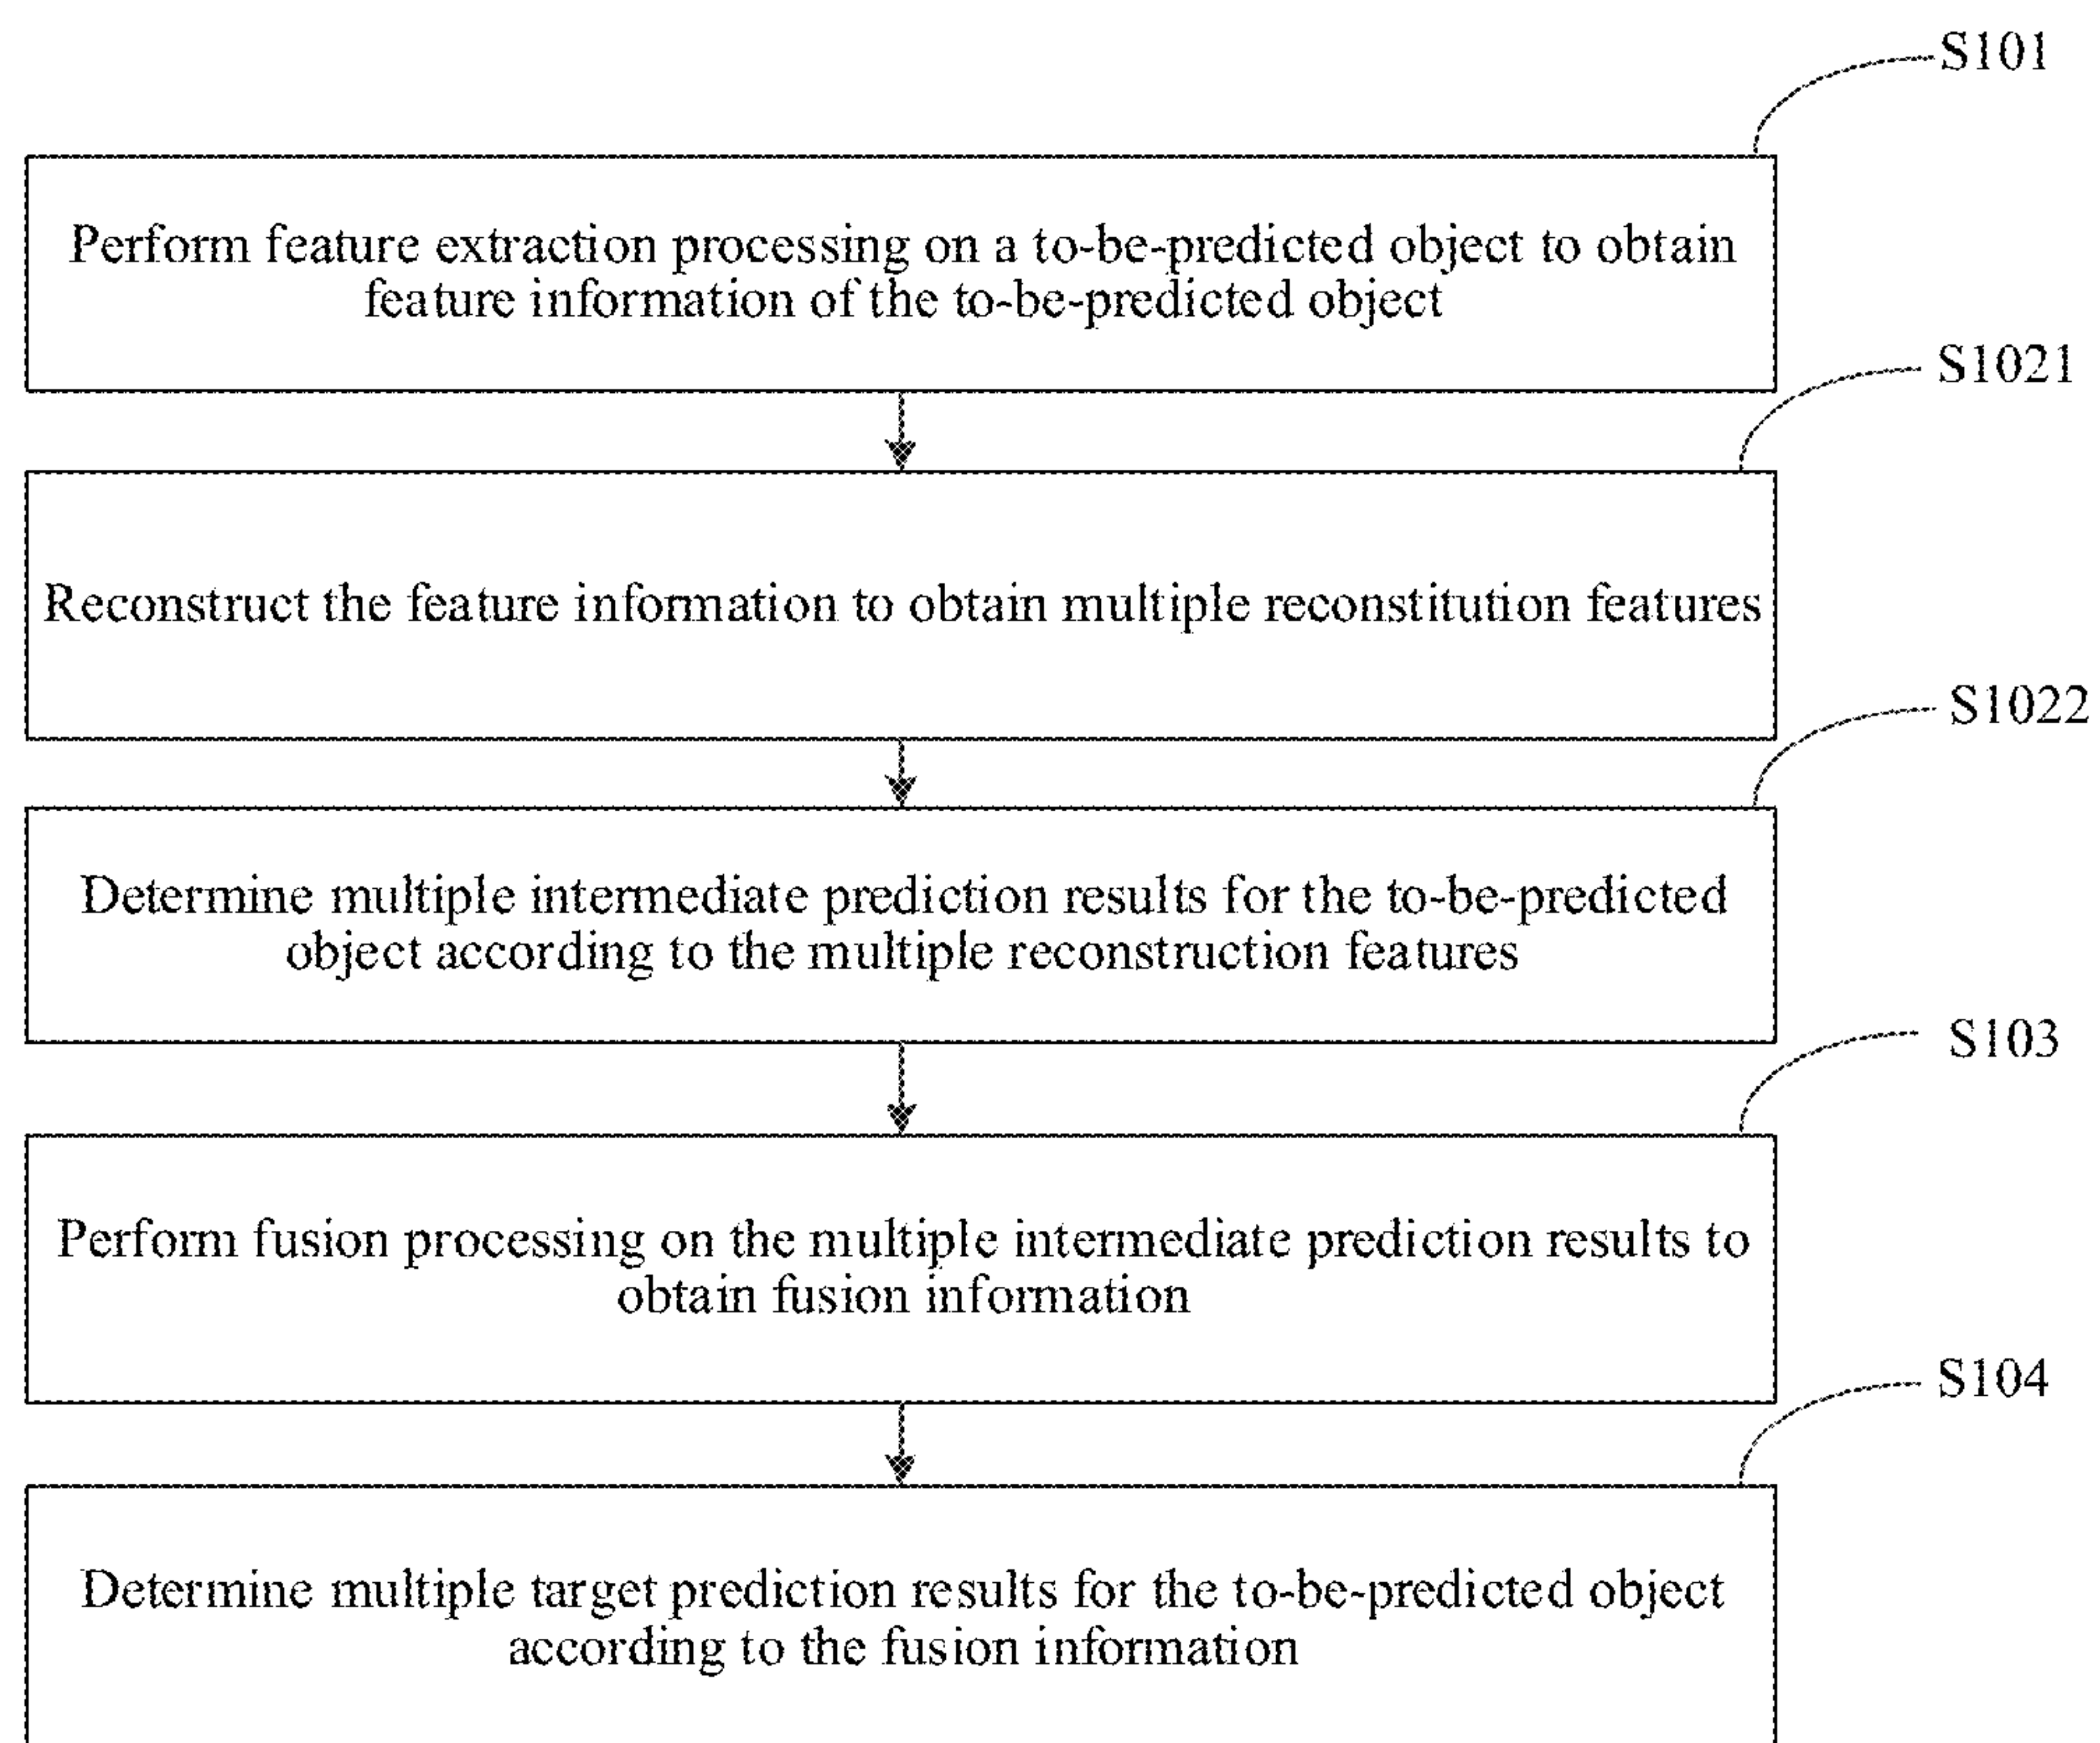 S101
Perform feature extraction processing on a to-be-predicted object to obtain
feature information of the to-be-predicted object
S1021
Reconstruct the feature information to obtain multiple reconstitution features
S1022
Determine multiple intermediate prediction results for the to-be-predicted
object according to the multiple reconstruction features
S103
Perform fusion processing on the multiple intermediate prediction results to
obtain fusion information
S104
Determine multiple target prediction results for the to-be-predicted object
according to the fusion information